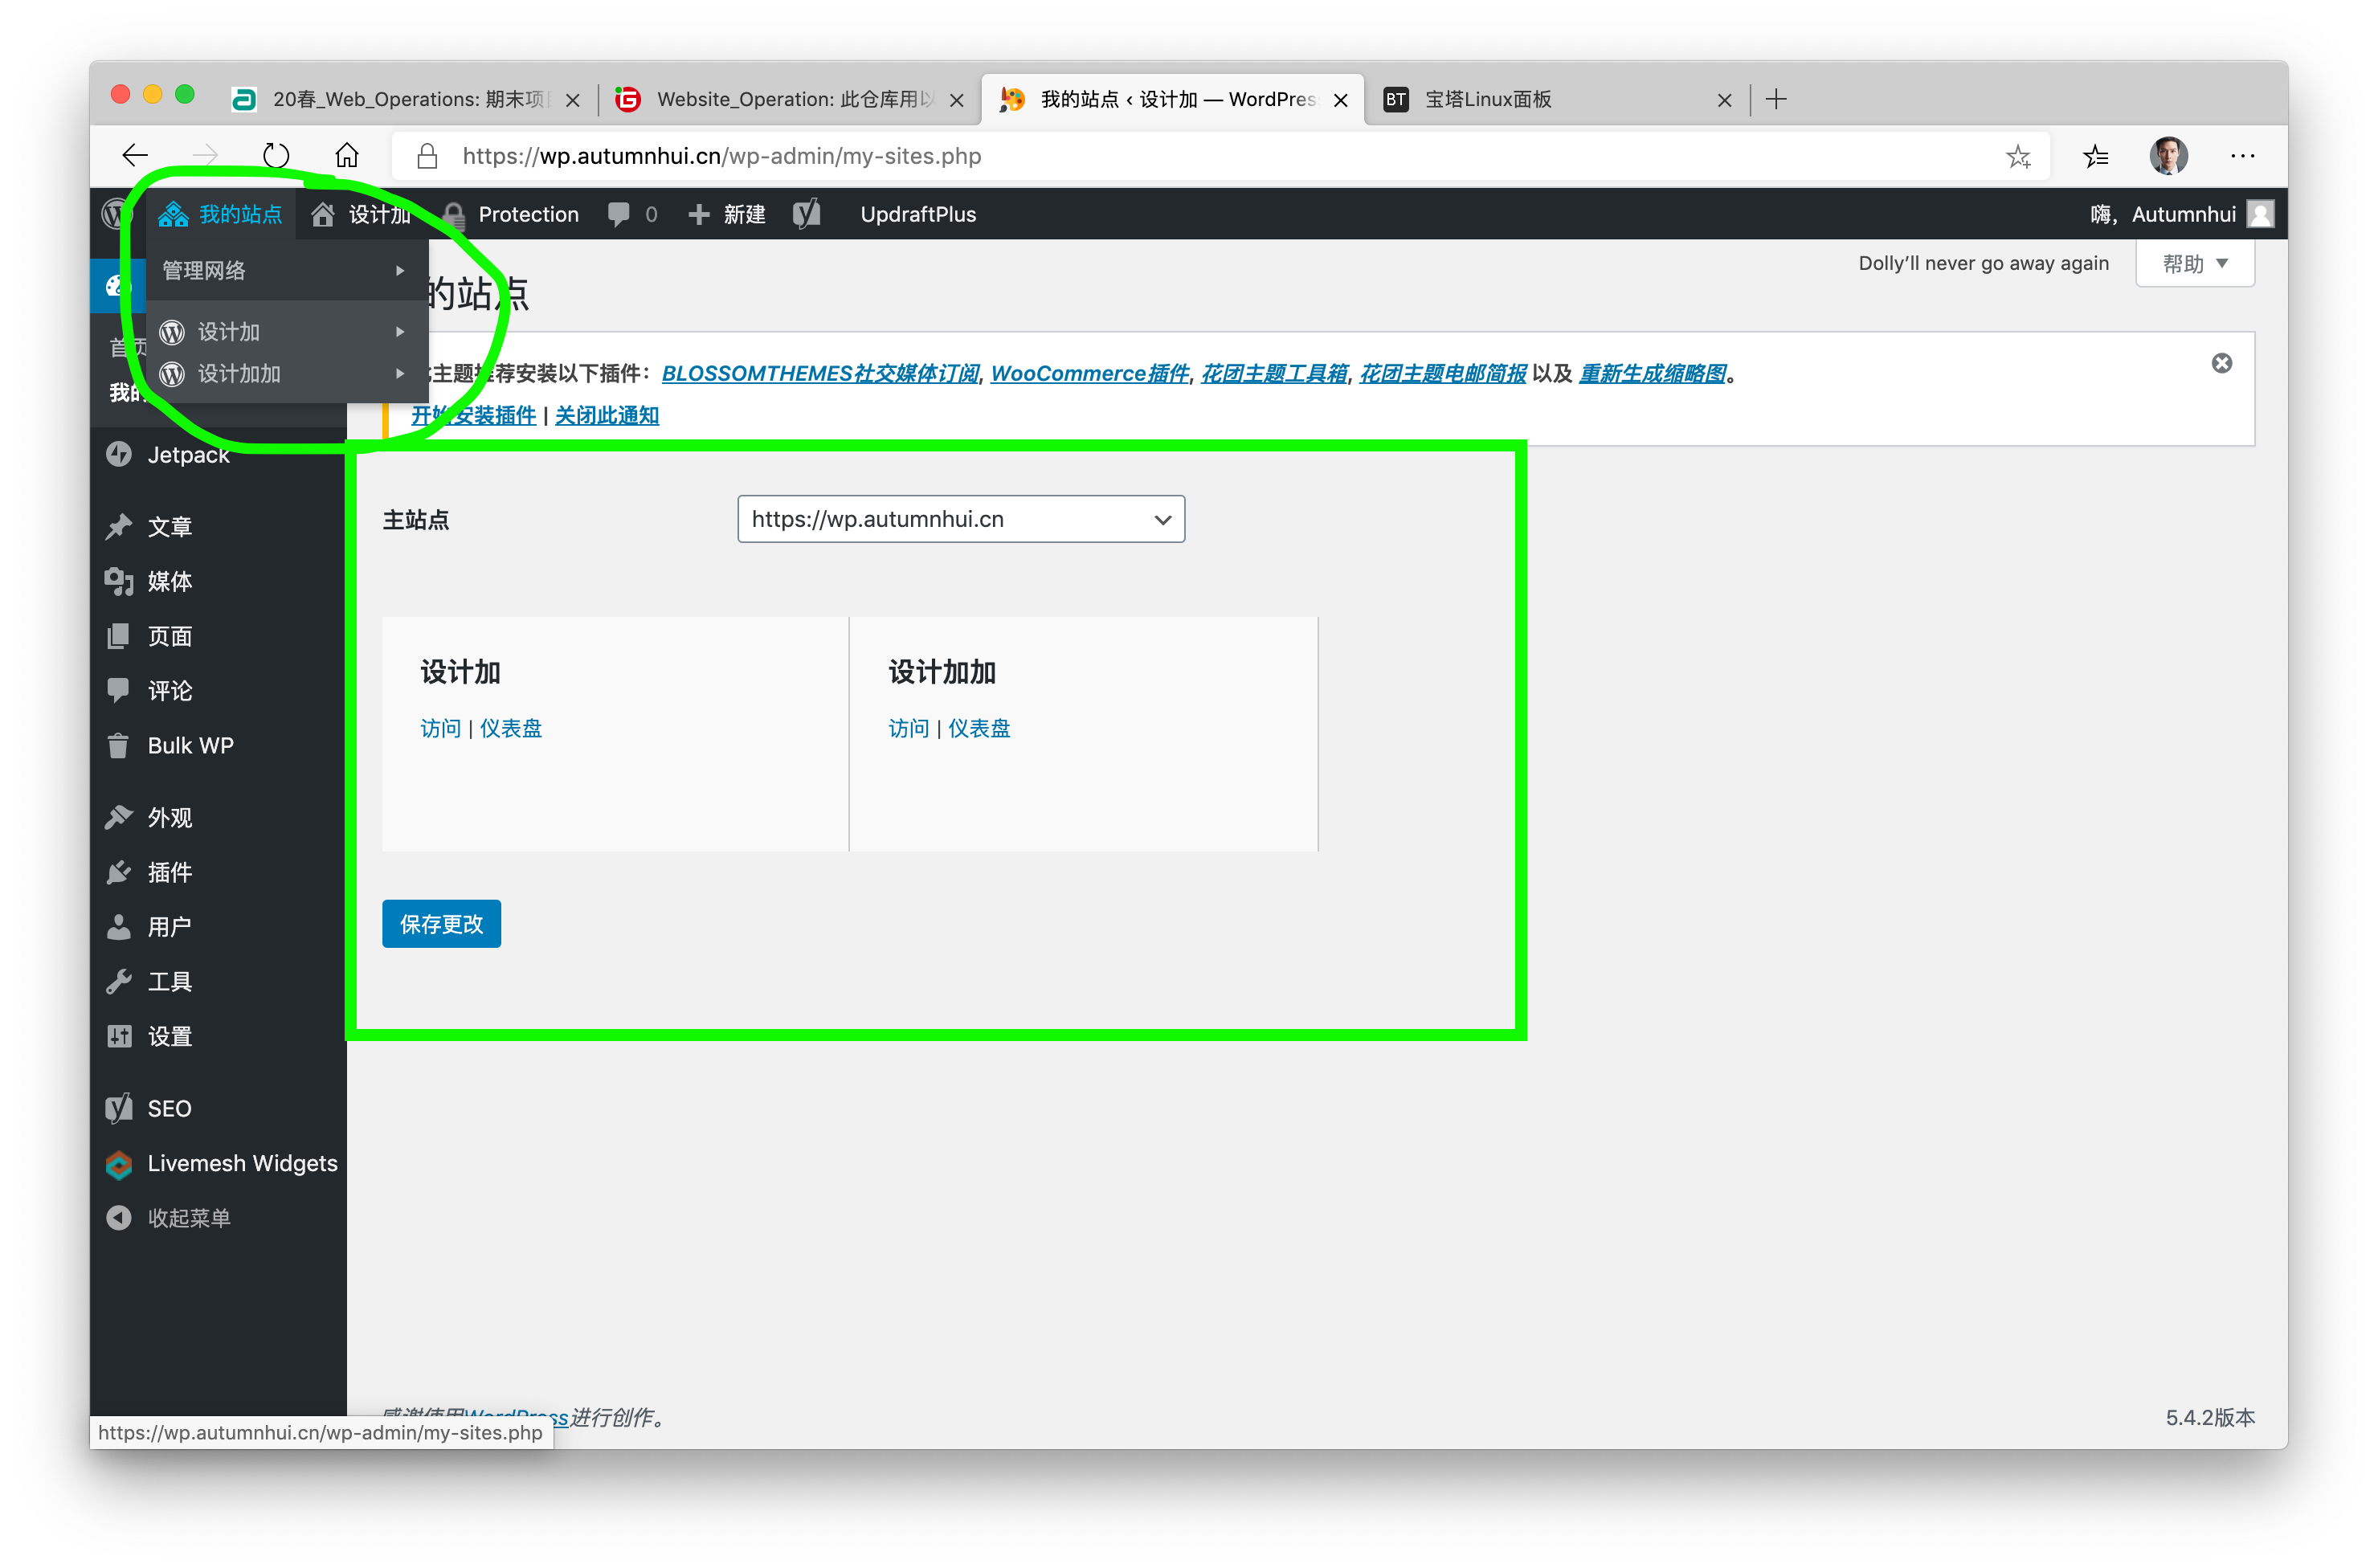 20春_Web_Operations: 期末项
Website_Operation: 此仓库用以
我的站点 ‹ 设计加 — WordPres
BT 宝塔Linux面板
https://wp.autumnhui.cn/wp-admin/my-sites.php
我的站点
设计加
Protection
0
新建
UpdraftPlus
嗨，Autumnhui
管理网络
设计加
设计加加
的站点
Dolly’ll never go away again
帮助
首页
我的
主题推荐安装以下插件：BLOSSOMTHEMES社交媒体订阅, WooCommerce插件, 花团主题工具箱, 花团主题电邮简报 以及 重新生成缩略图。
开始安装插件 | 关闭此通知
Jetpack
文章
媒体
页面
评论
Bulk WP
外观
插件
用户
工具
设置
SEO
Livemesh Widgets
收起菜单
主站点
https://wp.autumnhui.cn
设计加
访问 | 仪表盘
设计加加
访问 | 仪表盘
保存更改
感谢使用WordPress进行创作。
5.4.2版本
https://wp.autumnhui.cn/wp-admin/my-sites.php